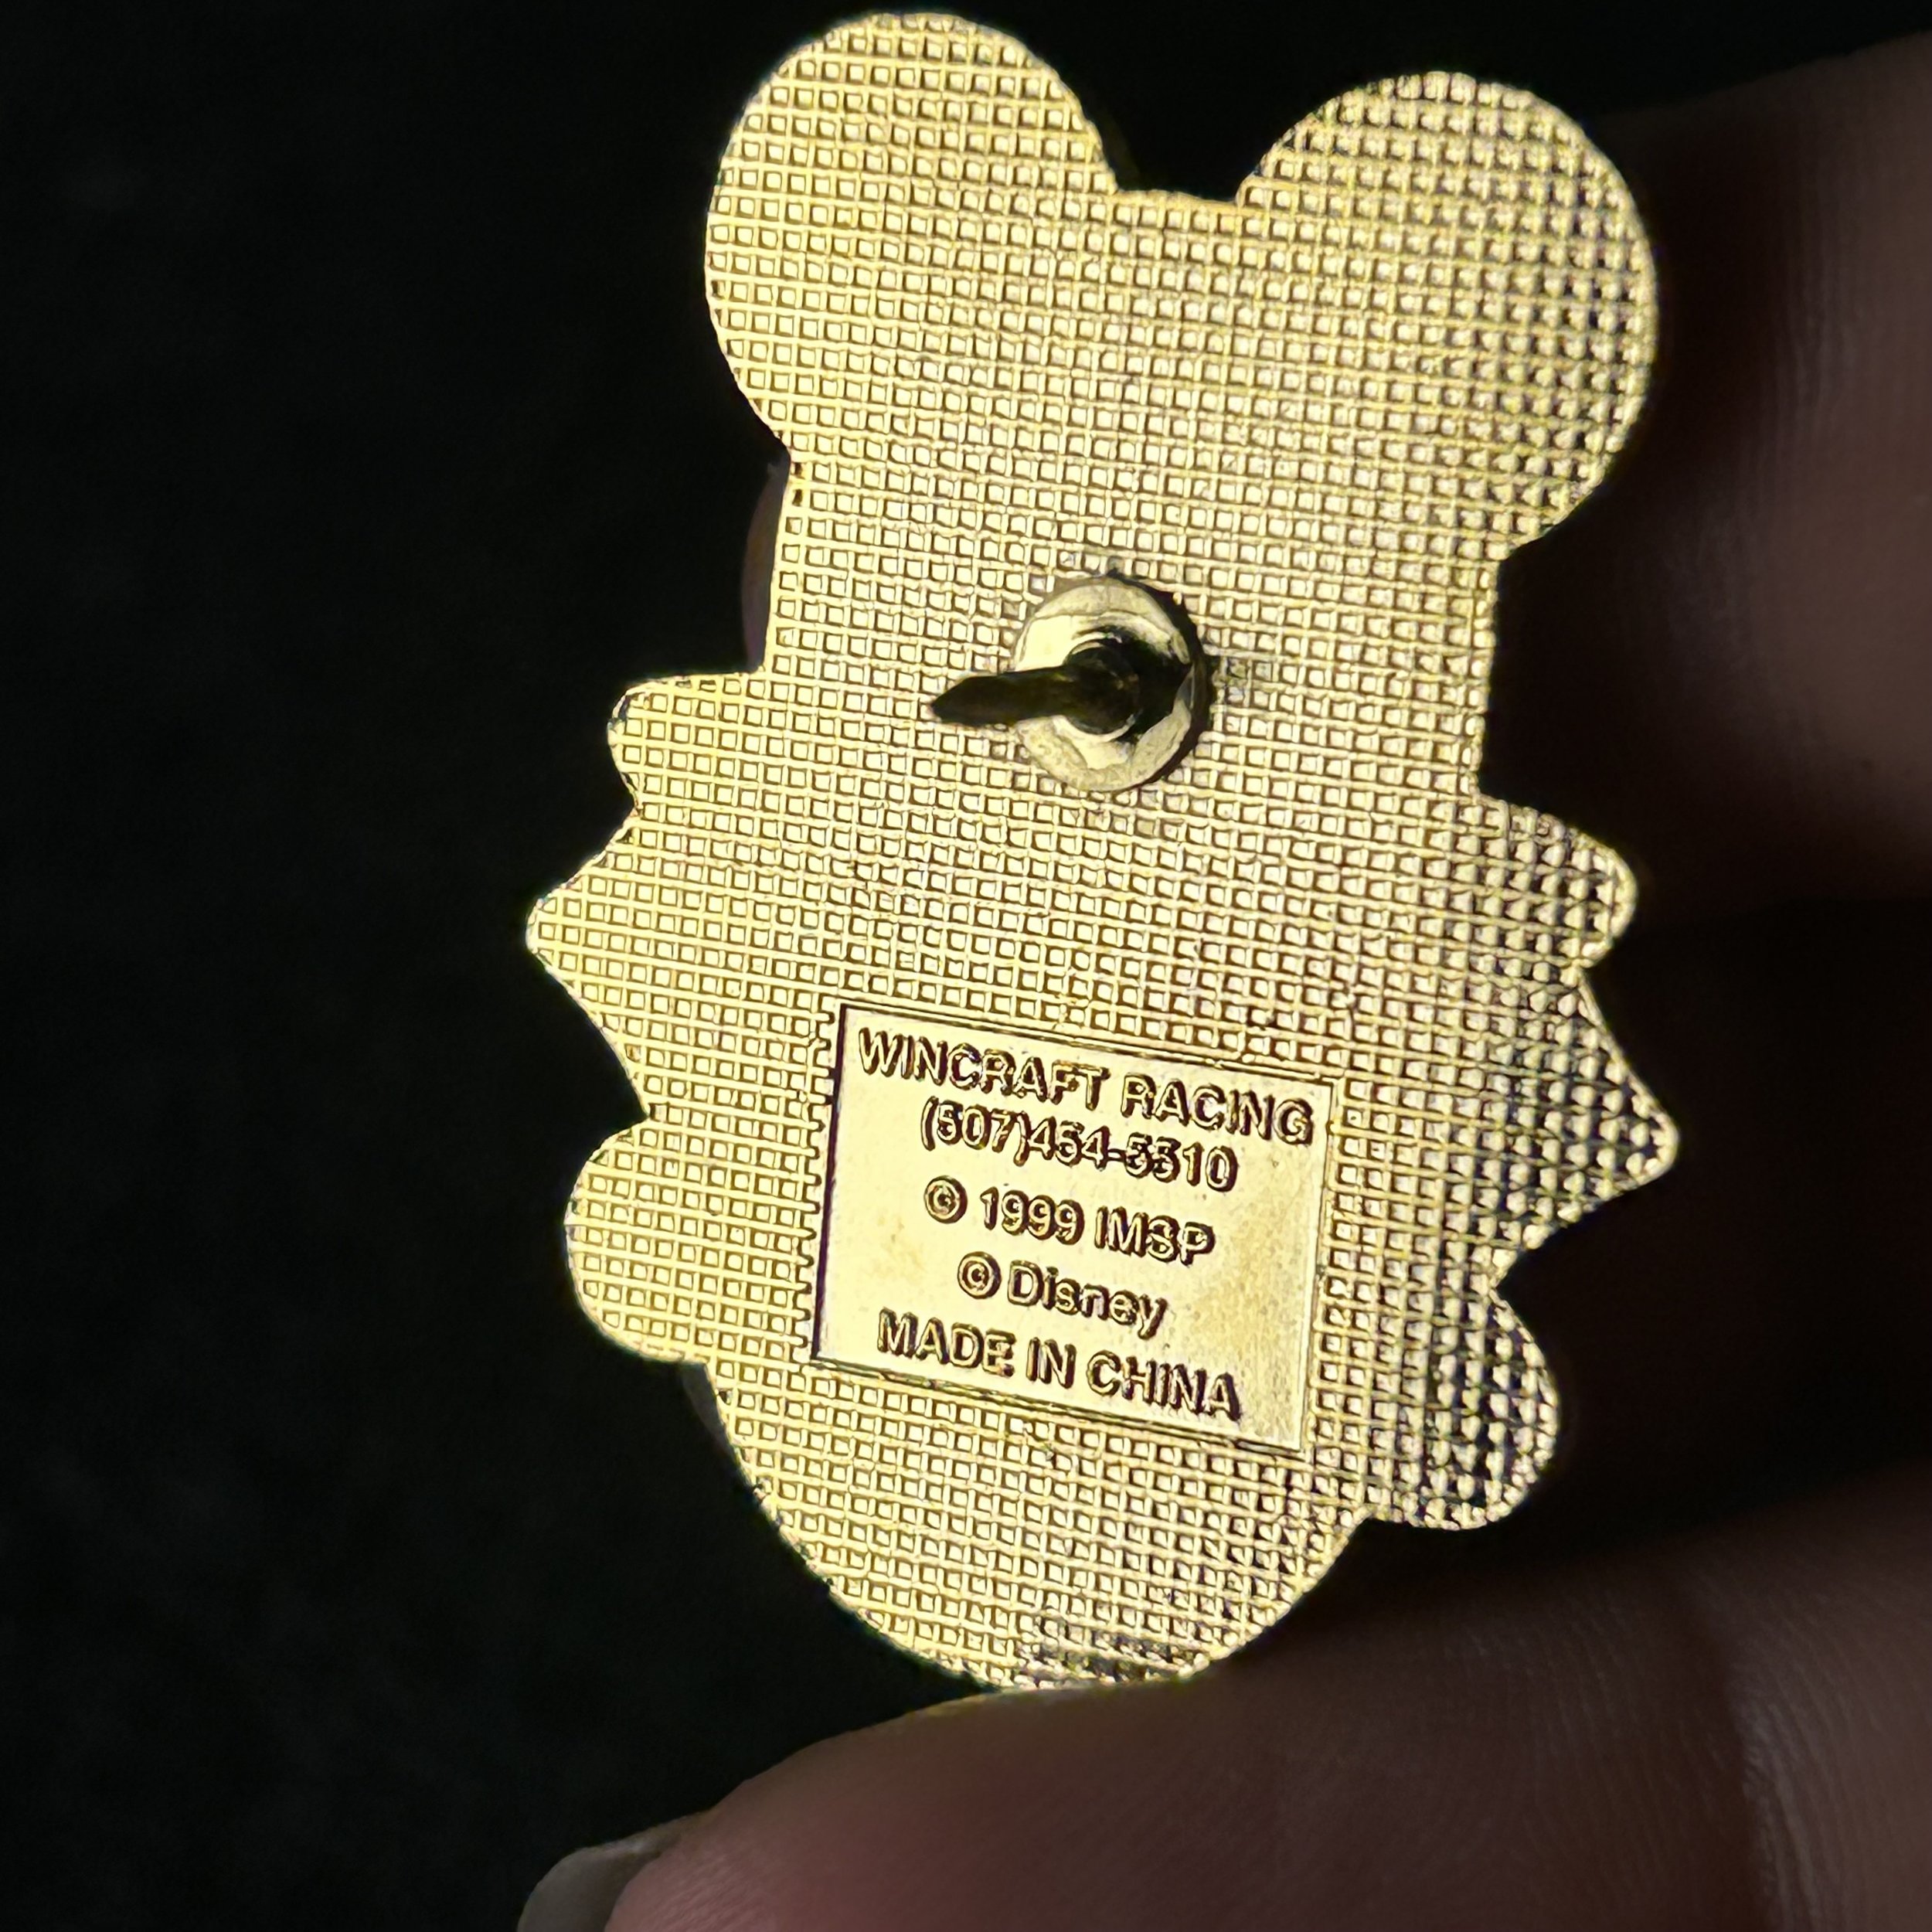 WINCRAFT RACING
(507)454-5510
© 1999 IMSP
© Disney
MADE IN CHINA